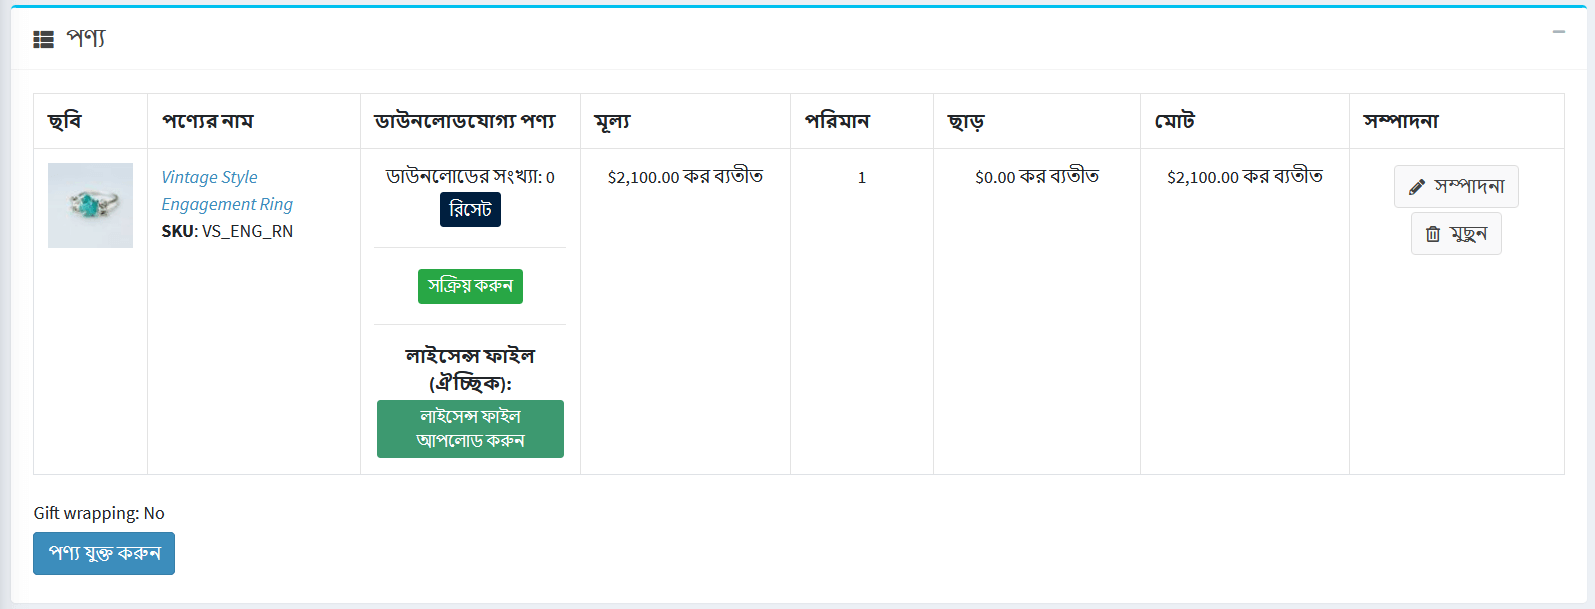 পণ্য
ছবি
পণ্যের নাম
ডাউনলোডযোগ্য পণ্য
মূল্য
পরিমান
ছাড়
মোট
সম্পাদনা
Vintage Style
Engagement Ring
SKU: VS_ENG_RN
ডাউনলোডের সংখ্যা: 0
রিসেট
সক্রিয় করুন
লাইসেন্স ফাইল
(ঐচ্ছিক):
লাইসেন্স ফাইল
আপলোড করুন
$2,100.00 কর ব্যতীত
1
$0.00 কর ব্যতীত
$2,100.00 কর ব্যতীত
সম্পাদনা
মুছুন
Gift wrapping: No
পণ্য যুক্ত করুন